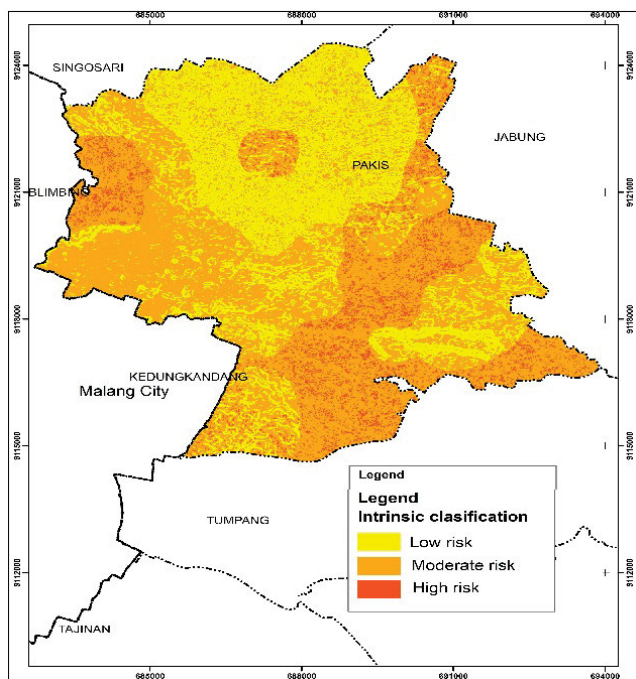 685000 688000 691000 694000
9124000 9124000
SINGOSARI
JABUNG
PAKIS
9121000 9121000
BLIMBING
9118000 9118000
KEDUNGKANDANG
Malang City
9115000 9115000
Legend
Legend
Intrinsic clasification
Low risk
Moderate risk
High risk
TUMPANG
9112000 9112000
TAJINAN
685000 688000 691000 694000